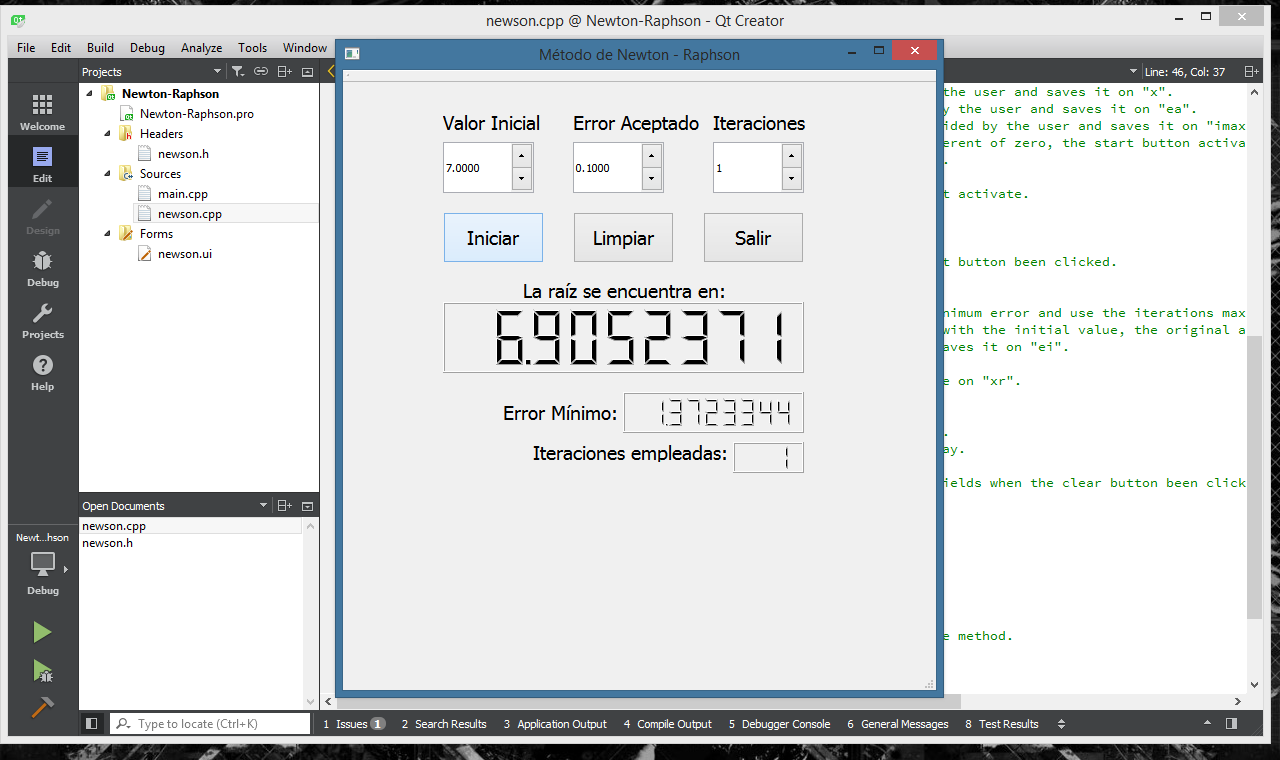 newson.cpp @ Newton-Raphson - Qt Creator
File Edit Build Debug Analyze Tools Window
Método de Newton - Raphson
Projects
Line: 46, Col: 37
Newton-Raphson
Newton-Raphson.pro
Headers
newson.h
Sources
main.cpp
newson.cpp
Forms
newson.ui
Welcome
Edit
Design
Debug
Projects
Help
Valor Inicial Error Aceptado Iteraciones
7.0000 0.1000 1
Iniciar Limpiar Salir
La raíz se encuentra en:
6.9052371
Error Mínimo: 1.3723344
Iteraciones empleadas: 1
the user and saves it on "x".
y the user and saves it on "ea".
ided by the user and saves it on "imax
erent of zero, the start button activa
.
t activate.
t button been clicked.
nimum error and use the iterations max
with the initial value, the original a
aves it on "ei".
e on "xr".
.
ay.
ields when the clear button been click
e method.
Open Documents
newson.cpp
newson.h
Newt...hson
Debug
Type to locate (Ctrl+K)
1 Issues 1 2 Search Results 3 Application Output 4 Compile Output 5 Debugger Console 6 General Messages 8 Test Results